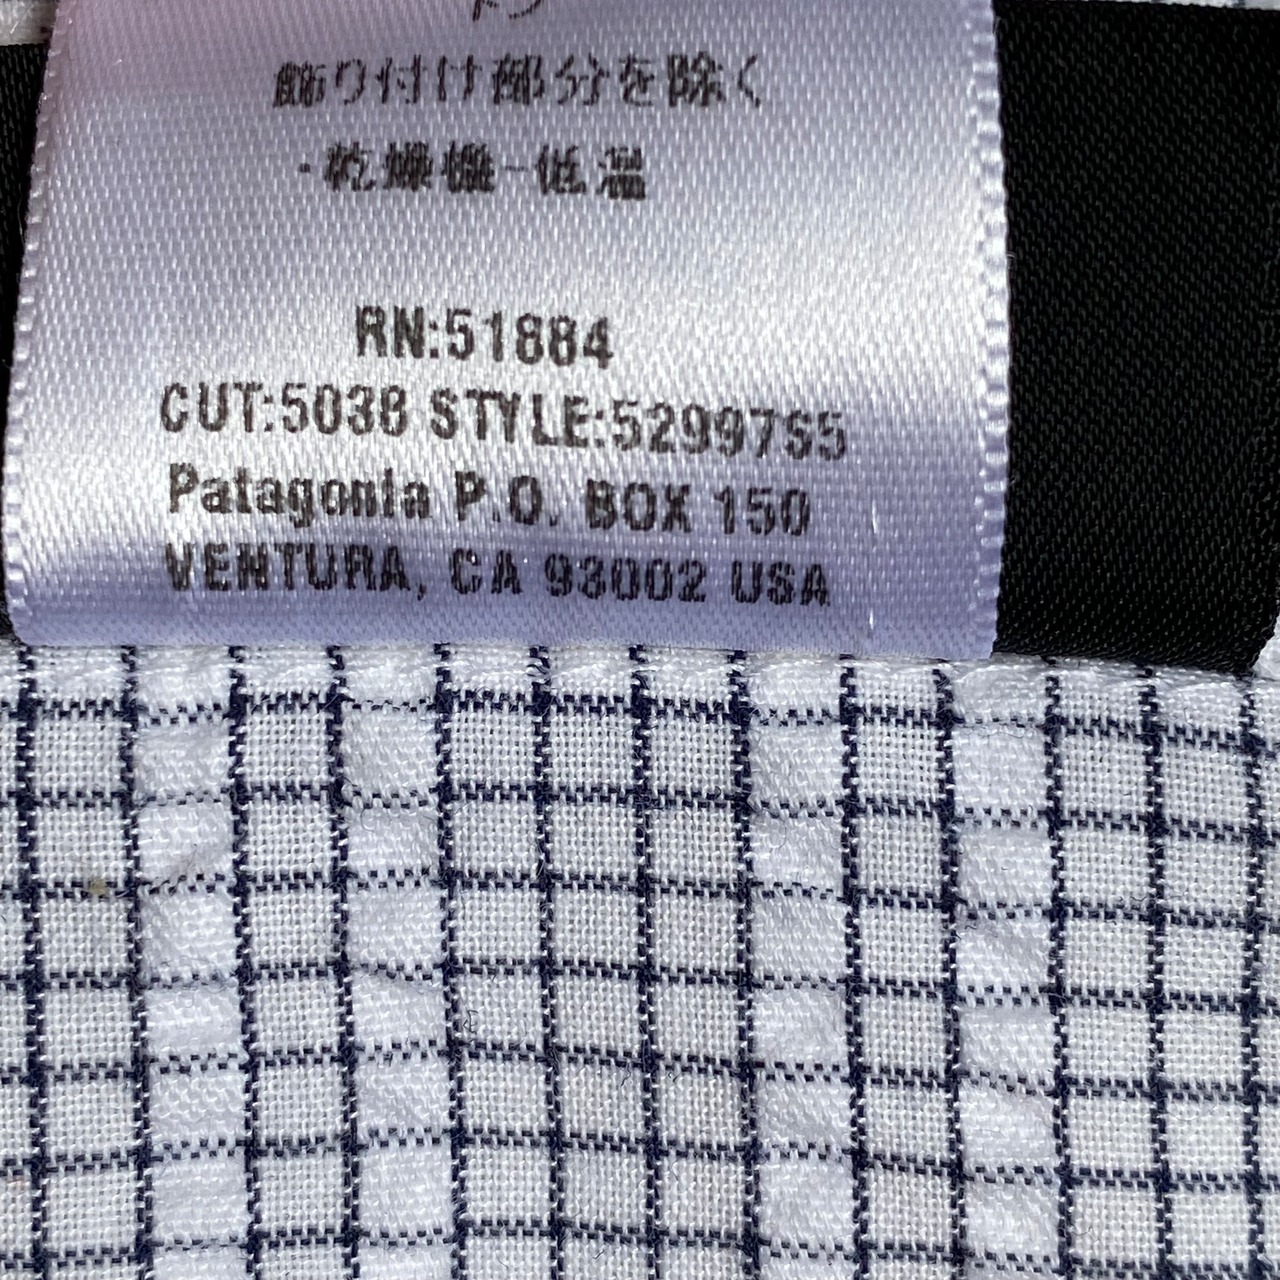 飾り付け部分を除く
・乾燥機-低温
RN:51884
CUT:5038 STYLE:52997S5
Patagonia P.O. BOX 150
VENTURA, CA 93002 USA